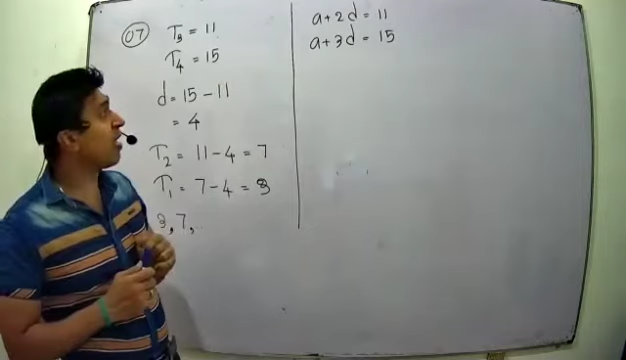 07 T₃ = 11
T₄ = 15
d = 15 - 11
= 4
T₂ = 11 - 4 = 7
T₁ = 7 - 4 = 3
3, 7, ..
a + 2d = 11
a + 3d = 15